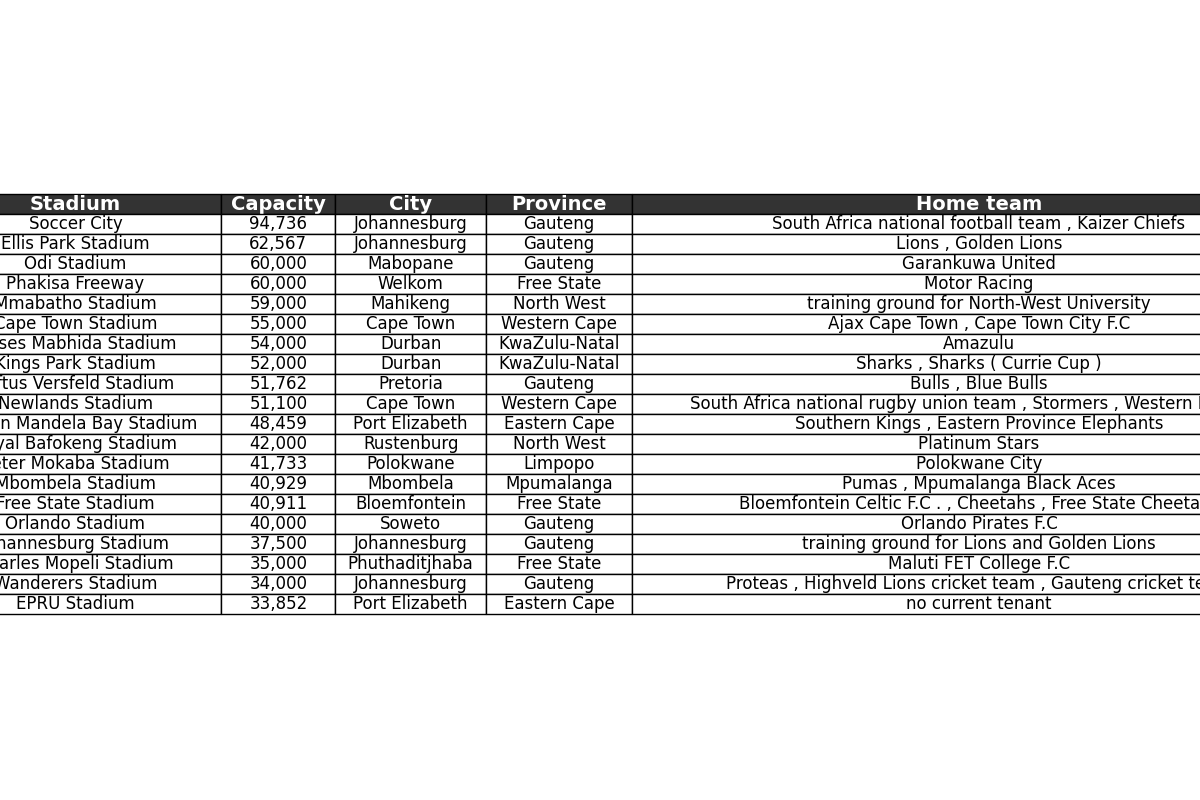 Stadium Capacity City Province Home team
Soccer City 94,736 Johannesburg Gauteng South Africa national football team , Kaizer Chiefs
Ellis Park Stadium 62,567 Johannesburg Gauteng Lions , Golden Lions
Odi Stadium 60,000 Mabopane Gauteng Garankuwa United
Phakisa Freeway 60,000 Welkom Free State Motor Racing
Mmabatho Stadium 59,000 Mahikeng North West training ground for North-West University
Cape Town Stadium 55,000 Cape Town Western Cape Ajax Cape Town , Cape Town City F.C
Mabhida Stadium 54,000 Durban KwaZulu-Natal Amazulu
Kings Park Stadium 52,000 Durban KwaZulu-Natal Sharks , Sharks ( Currie Cup )
Versfeld Stadium 51,762 Pretoria Gauteng Bulls , Blue Bulls
Newlands Stadium 51,100 Cape Town Western Cape South Africa national rugby union team , Stormers , Western
Mandela Bay Stadium 48,459 Port Elizabeth Eastern Cape Southern Kings , Eastern Province Elephants
Bafokeng Stadium 42,000 Rustenburg North West Platinum Stars
Mokaba Stadium 41,733 Polokwane Limpopo Polokwane City
Mbombela Stadium 40,929 Mbombela Mpumalanga Pumas , Mpumalanga Black Aces
Free State Stadium 40,911 Bloemfontein Free State Bloemfontein Celtic F.C . , Cheetahs , Free State
Orlando Stadium 40,000 Soweto Gauteng Orlando Pirates F.C
Stadium 37,500 Johannesburg Gauteng training ground for Lions and Golden Lions
Mopeli Stadium 35,000 Phuthaditjhaba Free State Maluti FET College F.C
Wanderers Stadium 34,000 Johannesburg Gauteng Proteas , Highveld Lions cricket team , Gauteng cricket
EPRU Stadium 33,852 Port Elizabeth Eastern Cape no current tenant